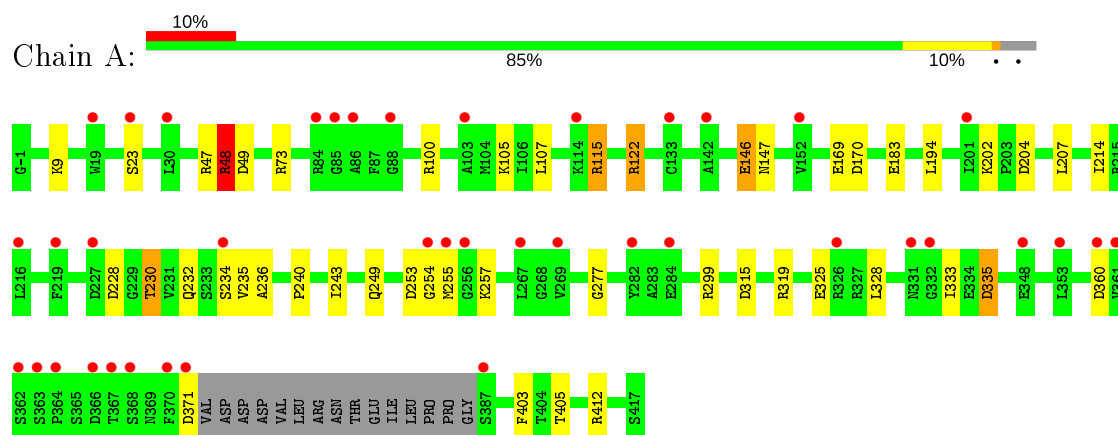 10%
Chain A:
85% 10% • •
G-1 K9 W19 S23 L30 R47 R48 D49 R73 R84 G85 A86 F87 G88 R100 A103 M104 K105 I106 L107 K114 R115 R122 C133 A142 E146 N147 V152 E169 D170 E183 L194 I201 K202 P203 D204 L207 I214 R215
L216 F219 D227 D228 G229 T230 V231 Q232 S233 S234 V235 A236 P240 I243 Q249 D253 G254 M255 G256 K257 L267 G268 V269 G277 Y282 A283 E284 R299 D315 R319 E325 R326 R327 L328 N331 G332 I333 E334 D335 E348 L353 D360 V361
S362 S363 P364 S365 D366 T367 S368 N369 F370 D371 VAL ASP ASP ASP VAL LEU ARG ASN THR GLU ILE LEU PRO PRO GLY S387 F403 T404 T405 R412 S417